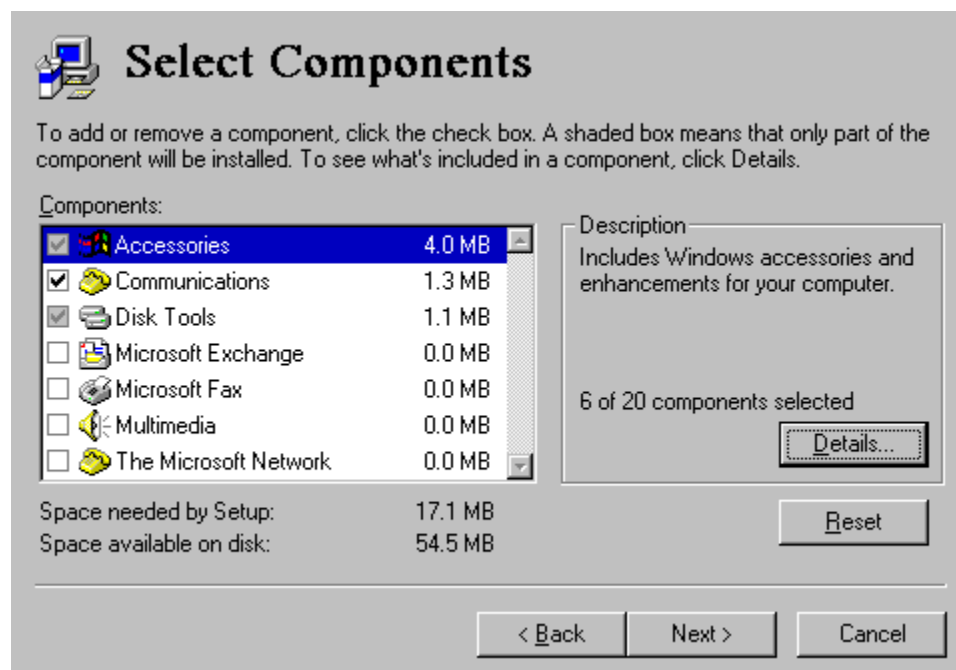 Select Components
To add or remove a component, click the check box. A shaded box means that only part of the
component will be installed. To see what's included in a component, click Details.
Components:
Accessories 4.0 MB
Communications 1.3 MB
Disk Tools 1.1 MB
Microsoft Exchange 0.0 MB
Microsoft Fax 0.0 MB
Multimedia 0.0 MB
The Microsoft Network 0.0 MB
Description
Includes Windows accessories and
enhancements for your computer.
6 of 20 components selected
Details...
Space needed by Setup: 17.1 MB
Space available on disk: 54.5 MB
Reset
< Back
Next >
Cancel